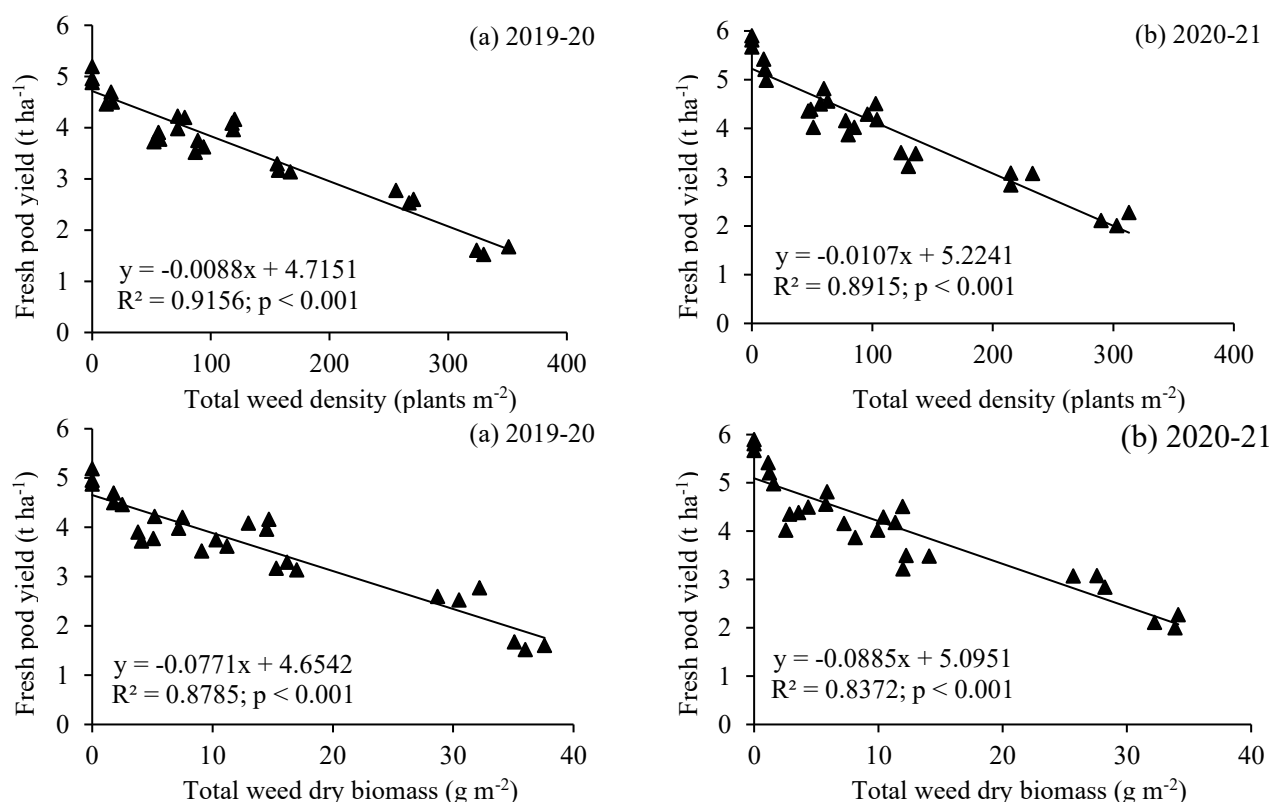 (a) 2019-20
Fresh pod yield (t ha⁻¹)
6
5
4
3
2
1
0
y = -0.0088x + 4.7151
R² = 0.9156; p < 0.001
0 100 200 300 400
Total weed density (plants m⁻²)
(b) 2020-21
Fresh pod yield (t ha⁻¹)
6
5
4
3
2
1
0
y = -0.0107x + 5.2241
R² = 0.8915; p < 0.001
0 100 200 300 400
Total weed density (plants m⁻²)
(a) 2019-20
Fresh pod yield (t ha⁻¹)
6
5
4
3
2
1
0
y = -0.0771x + 4.6542
R² = 0.8785; p < 0.001
0 10 20 30 40
Total weed dry biomass (g m⁻²)
(b) 2020-21
Fresh pod yield (t ha⁻¹)
6
5
4
3
2
1
0
y = -0.0885x + 5.0951
R² = 0.8372; p < 0.001
0 10 20 30 40
Total weed dry biomass (g m⁻²)